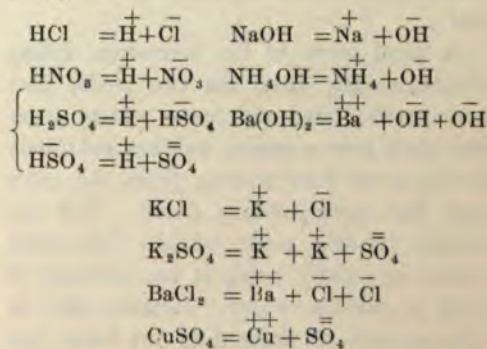 HCl = H⁺ + Cl⁻ NaOH = Na⁺ + OH⁻
HNO₃ = H⁺ + NO₃⁻ NH₄OH = NH₄⁺ + OH⁻
H₂SO₄ = H⁺ + HSO₄⁻ Ba(OH)₂ = Ba⁺⁺ + OH⁻ + OH⁻
HSO₄⁻ = H⁺ + SO₄⁼
KCl = K⁺ + Cl⁻
K₂SO₄ = K⁺ + K⁺ + SO₄⁼
BaCl₂ = Ba⁺⁺ + Cl⁻ + Cl⁻
CuSO₄ = Cu⁺⁺ + SO₄⁼